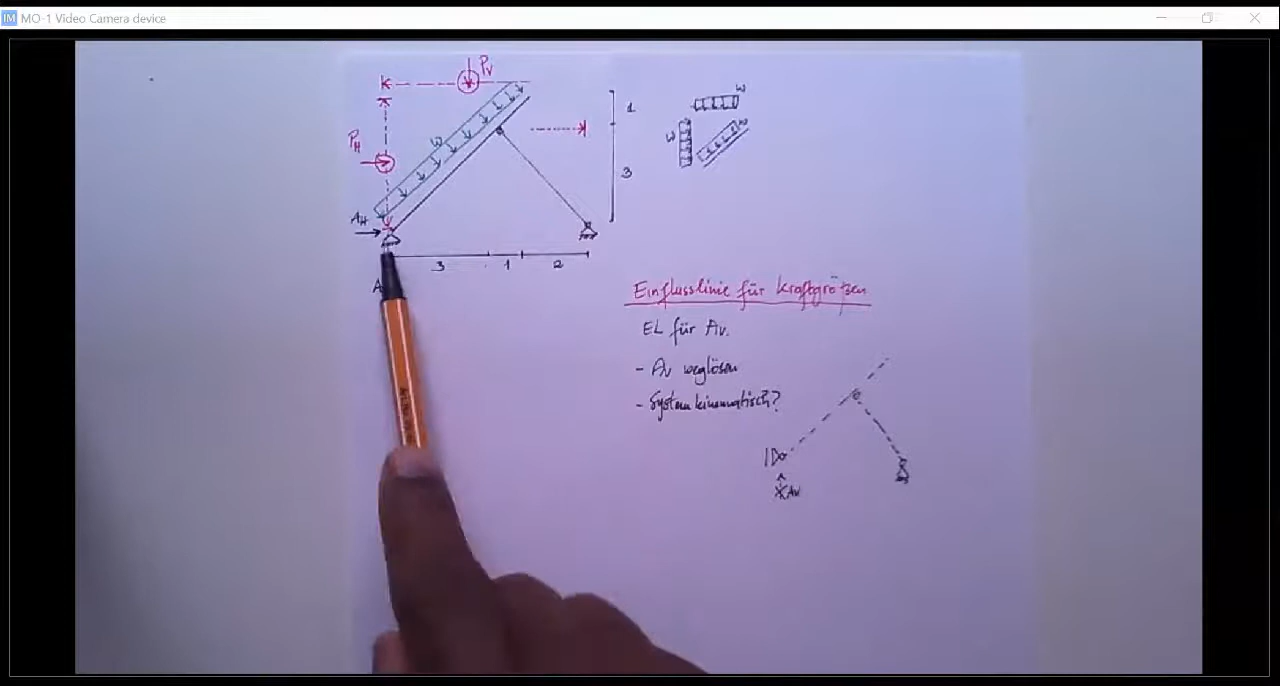 MO-1 Video Camera device
Pv
PH
w
AH
A
3
1
2
1
3
w
w
w
Einflusslinie für Kraftgrößen
EL für Av.
- Av weglösen
- System kinematisch?
Av